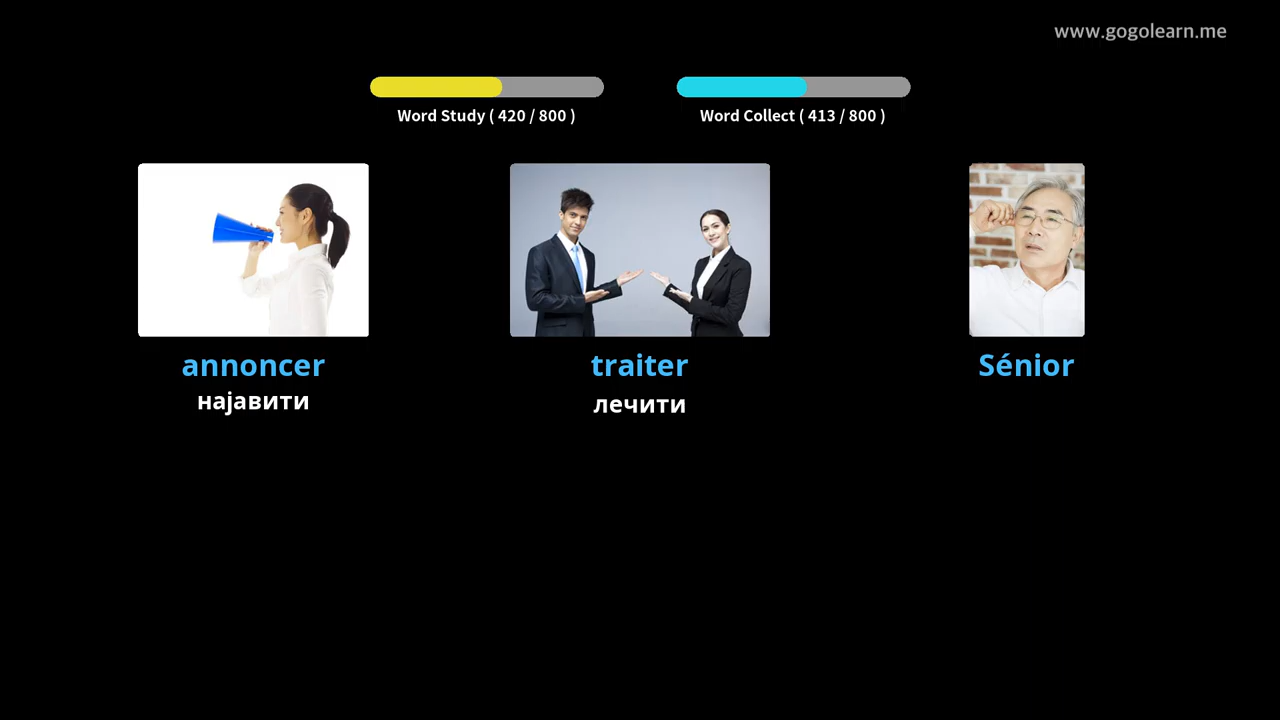 www.gogolearn.me
Word Study ( 420 / 800 )
Word Collect ( 413 / 800 )
annoncer
најавити
traiter
лечити
Sénior